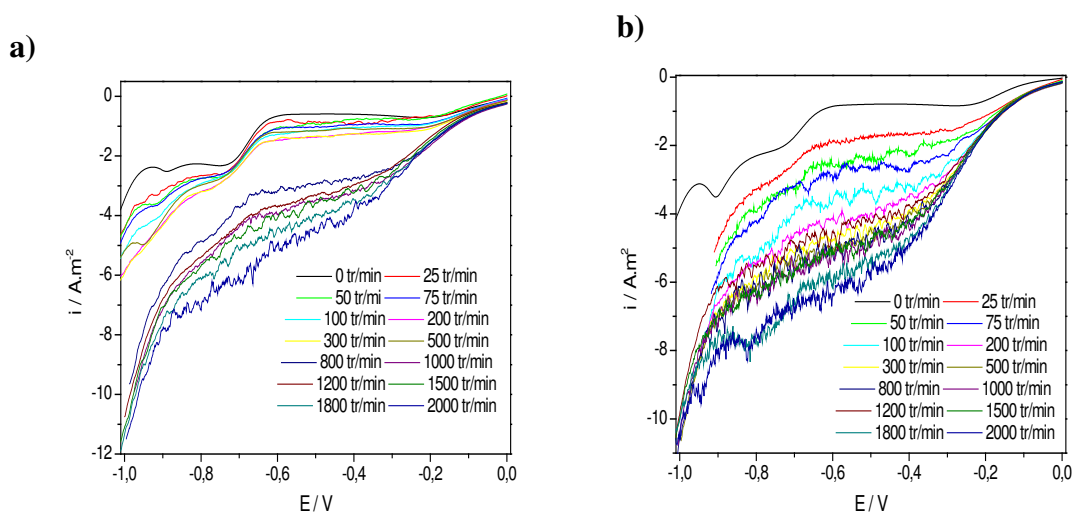 a)
0
-2
-4
-6
-8
-10
-12
i / A.m²
-1,0 -0,8 -0,6 -0,4 -0,2 0,0
E / V
0 tr/min 25 tr/min
50 tr/mi 75 tr/min
100 tr/min 200 tr/min
300 tr/min 500 tr/min
800 tr/min 1000 tr/min
1200 tr/min 1500 tr/min
1800 tr/min 2000 tr/min
b)
0
-2
-4
-6
-8
-10
i / A.m²
-1,0 -0,8 -0,6 -0,4 -0,2 0,0
E / V
0 tr/min 25 tr/min
50 tr/min 75 tr/min
100 tr/min 200 tr/min
300 tr/min 500 tr/min
800 tr/min 1000 tr/min
1200 tr/min 1500 tr/min
1800 tr/min 2000 tr/min